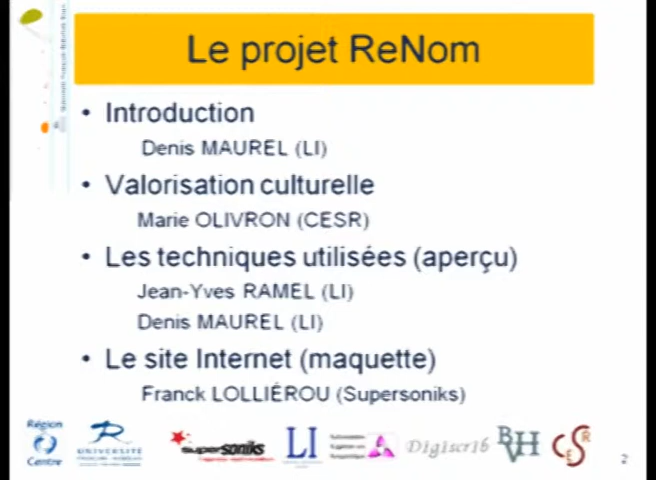 Le projet ReNom
• Introduction
Denis MAUREL (LI)
• Valorisation culturelle
Marie OLIVRON (CESR)
• Les techniques utilisées (aperçu)
Jean-Yves RAMEL (LI)
Denis MAUREL (LI)
• Le site Internet (maquette)
Franck LOLLIÉROU (Supersoniks)
Région
Centre
UNIVERSITÉ
supersoniks
LI
Digiscrib
BVH
CESR
2